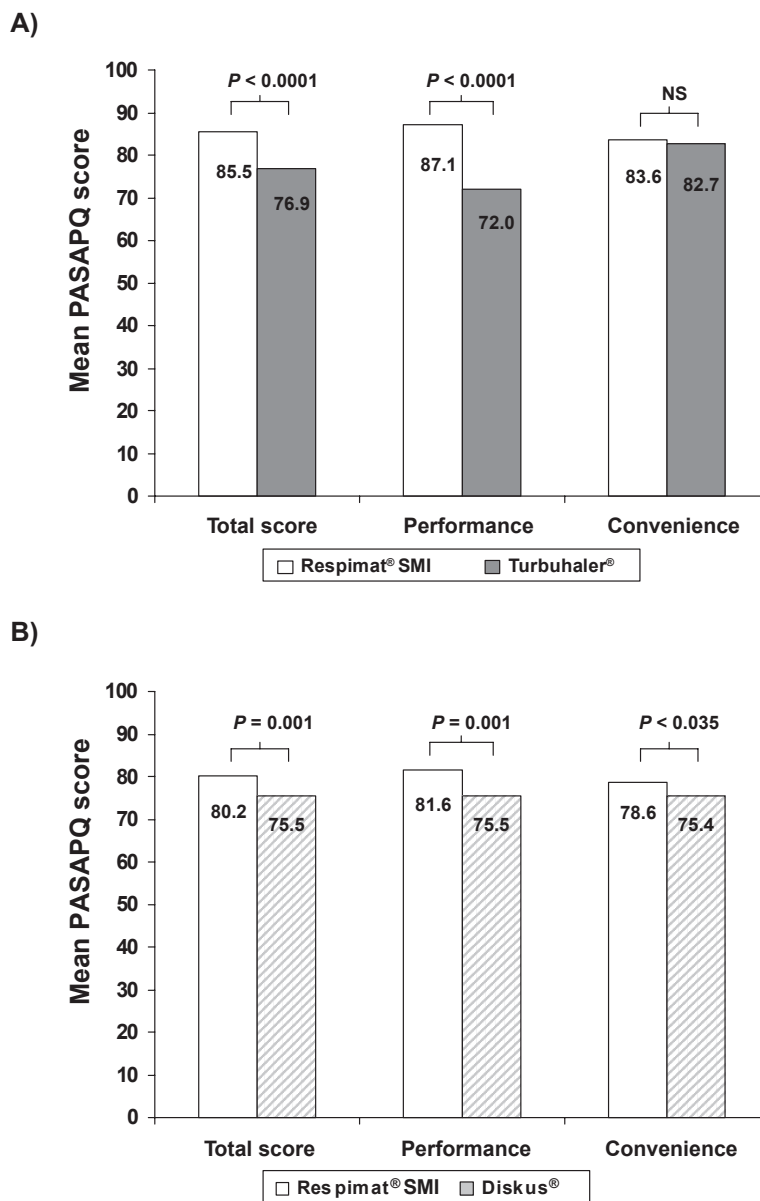 A)
Mean PASAPQ score
100
90
80
70
60
50
40
30
20
10
0
P < 0.0001
P < 0.0001
NS
85.5
76.9
87.1
72.0
83.6
82.7
Total score
Performance
Convenience
Respimat® SMI
Turbuhaler®
B)
Mean PASAPQ score
100
90
80
70
60
50
40
30
20
10
0
P = 0.001
P = 0.001
P < 0.035
80.2
75.5
81.6
75.5
78.6
75.4
Total score
Performance
Convenience
Respimat® SMI
Diskus®